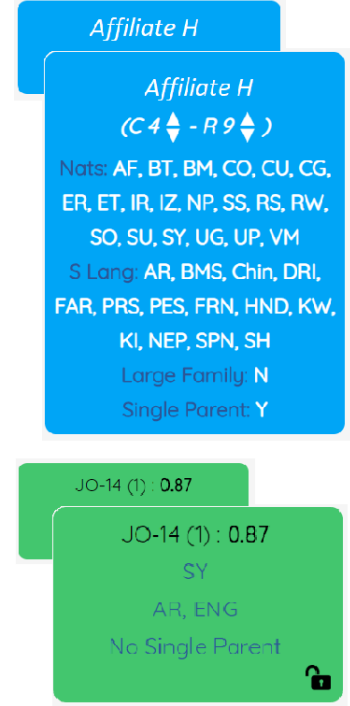 Affiliate H
Affiliate H
(C 4 - R 9 )
Nats: AF, BT, BM, CO, CU, CG,
ER, ET, IR, IZ, NP, SS, RS, RW,
SO, SU, SY, UG, UP, VM
S Lang: AR, BMS, Chin, DRI,
FAR, PRS, PES, FRN, HND, KW,
KI, NEP, SPN, SH
Large Family: N
Single Parent: Y
JO-14 (1) : 0.87
JO-14 (1) : 0.87
SY
AR, ENG
No Single Parent